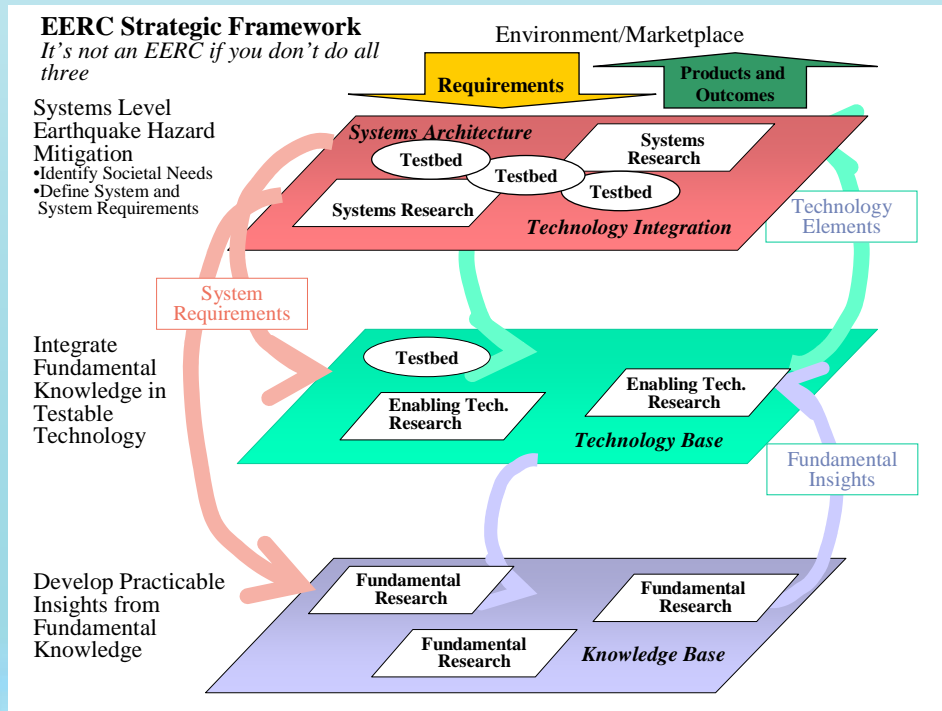 EERC Strategic Framework
It's not an EERC if you don't do all
three
Environment/Marketplace
Requirements
Products and
Outcomes
Systems Level
Earthquake Hazard
Mitigation
•Identify Societal Needs
•Define System and
System Requirements
Systems Architecture
Testbed
Testbed
Testbed
Systems
Research
Systems Research
Technology Integration
Technology
Elements
System
Requirements
Integrate
Fundamental
Knowledge in
Testable
Technology
Testbed
Enabling Tech.
Research
Enabling Tech.
Research
Technology Base
Fundamental
Insights
Develop Practicable
Insights from
Fundamental
Knowledge
Fundamental
Research
Fundamental
Research
Fundamental
Research
Knowledge Base